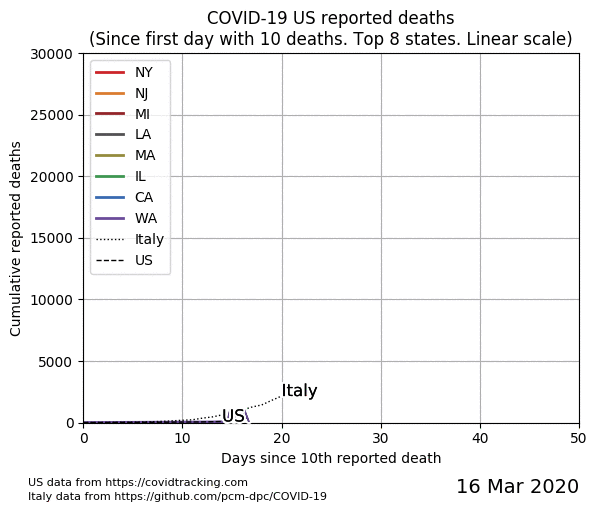 COVID-19 US reported deaths
(Since first day with 10 deaths. Top 8 states. Linear scale)
30000
25000
20000
15000
10000
5000
0
Cumulative reported deaths
NY
NJ
MI
LA
MA
IL
CA
WA
Italy
US
Italy
US
0 10 20 30 40 50
Days since 10th reported death
US data from https://covidtracking.com
Italy data from https://github.com/pcm-dpc/COVID-19
16 Mar 2020